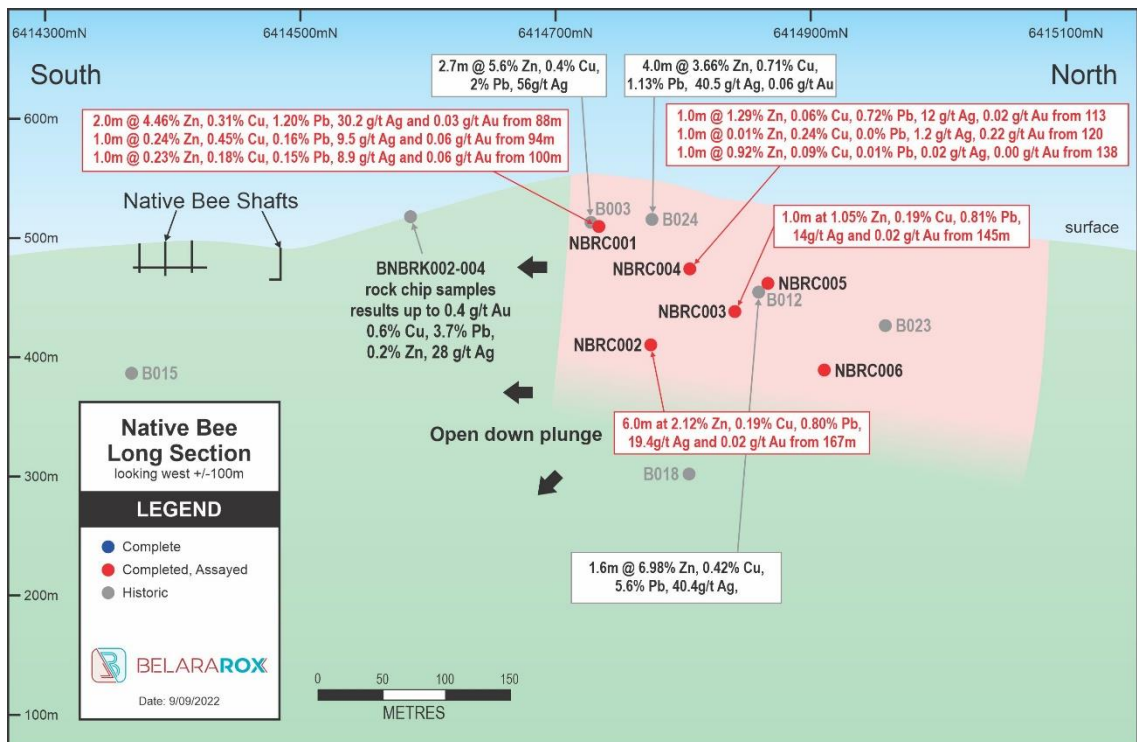 6414300mN
6414500mN
6414700mN
6414900mN
6415100mN
South
North
2.7m @ 5.6% Zn, 0.4% Cu,
2% Pb, 56g/t Ag
4.0m @ 3.66% Zn, 0.71% Cu,
1.13% Pb, 40.5 g/t Ag, 0.06 g/t Au
600m
2.0m @ 4.46% Zn, 0.31% Cu, 1.20% Pb, 30.2 g/t Ag and 0.03 g/t Au from 88m
1.0m @ 0.24% Zn, 0.45% Cu, 0.16% Pb, 9.5 g/t Ag and 0.06 g/t Au from 94m
1.0m @ 0.23% Zn, 0.18% Cu, 0.15% Pb, 8.9 g/t Ag and 0.06 g/t Au from 100m
1.0m @ 1.29% Zn, 0.06% Cu, 0.72% Pb, 12 g/t Ag, 0.02 g/t Au from 113
1.0m @ 0.01% Zn, 0.24% Cu, 0.0% Pb, 1.2 g/t Ag, 0.22 g/t Au from 120
1.0m @ 0.92% Zn, 0.09% Cu, 0.01% Pb, 0.02 g/t Ag, 0.00 g/t Au from 138
Native Bee Shafts
B003
B024
1.0m at 1.05% Zn, 0.19% Cu, 0.81% Pb,
14g/t Ag and 0.02 g/t Au from 145m
surface
500m
NBRC001
BNBRK002-004
rock chip samples
results up to 0.4 g/t Au
0.6% Cu, 3.7% Pb,
0.2% Zn, 28 g/t Ag
NBRC004
NBRC005
B012
NBRC003
B023
NBRC002
400m
B015
NBRC006
6.0m at 2.12% Zn, 0.19% Cu, 0.80% Pb,
19.4g/t Ag and 0.02 g/t Au from 167m
Open down plunge
B018
300m
1.6m @ 6.98% Zn, 0.42% Cu,
5.6% Pb, 40.4g/t Ag,
200m
100m
Native Bee
Long Section
looking west +/-100m
LEGEND
Complete
Completed, Assayed
Historic
BELARAROX
Date: 9/09/2022
0
50
100
150
METRES